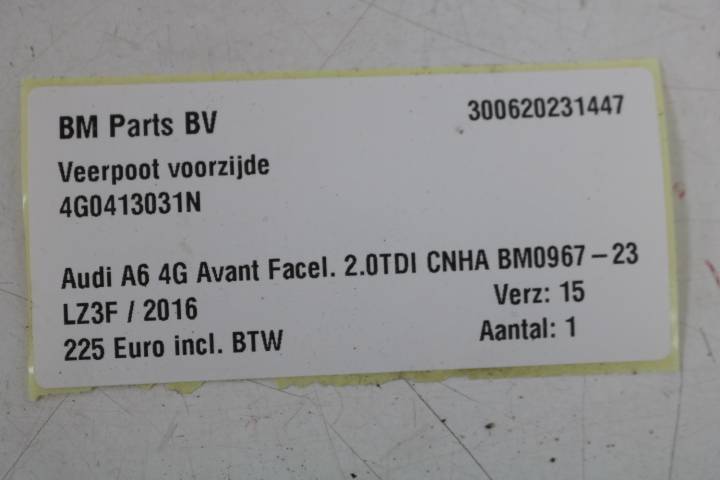 BM Parts BV 300620231447
Veerpoot voorzijde
4G0413031N
Audi A6 4G Avant Facel. 2.0TDI CNHA BM0967-23
LZ3F / 2016 Verz: 15
225 Euro incl. BTW Aantal: 1